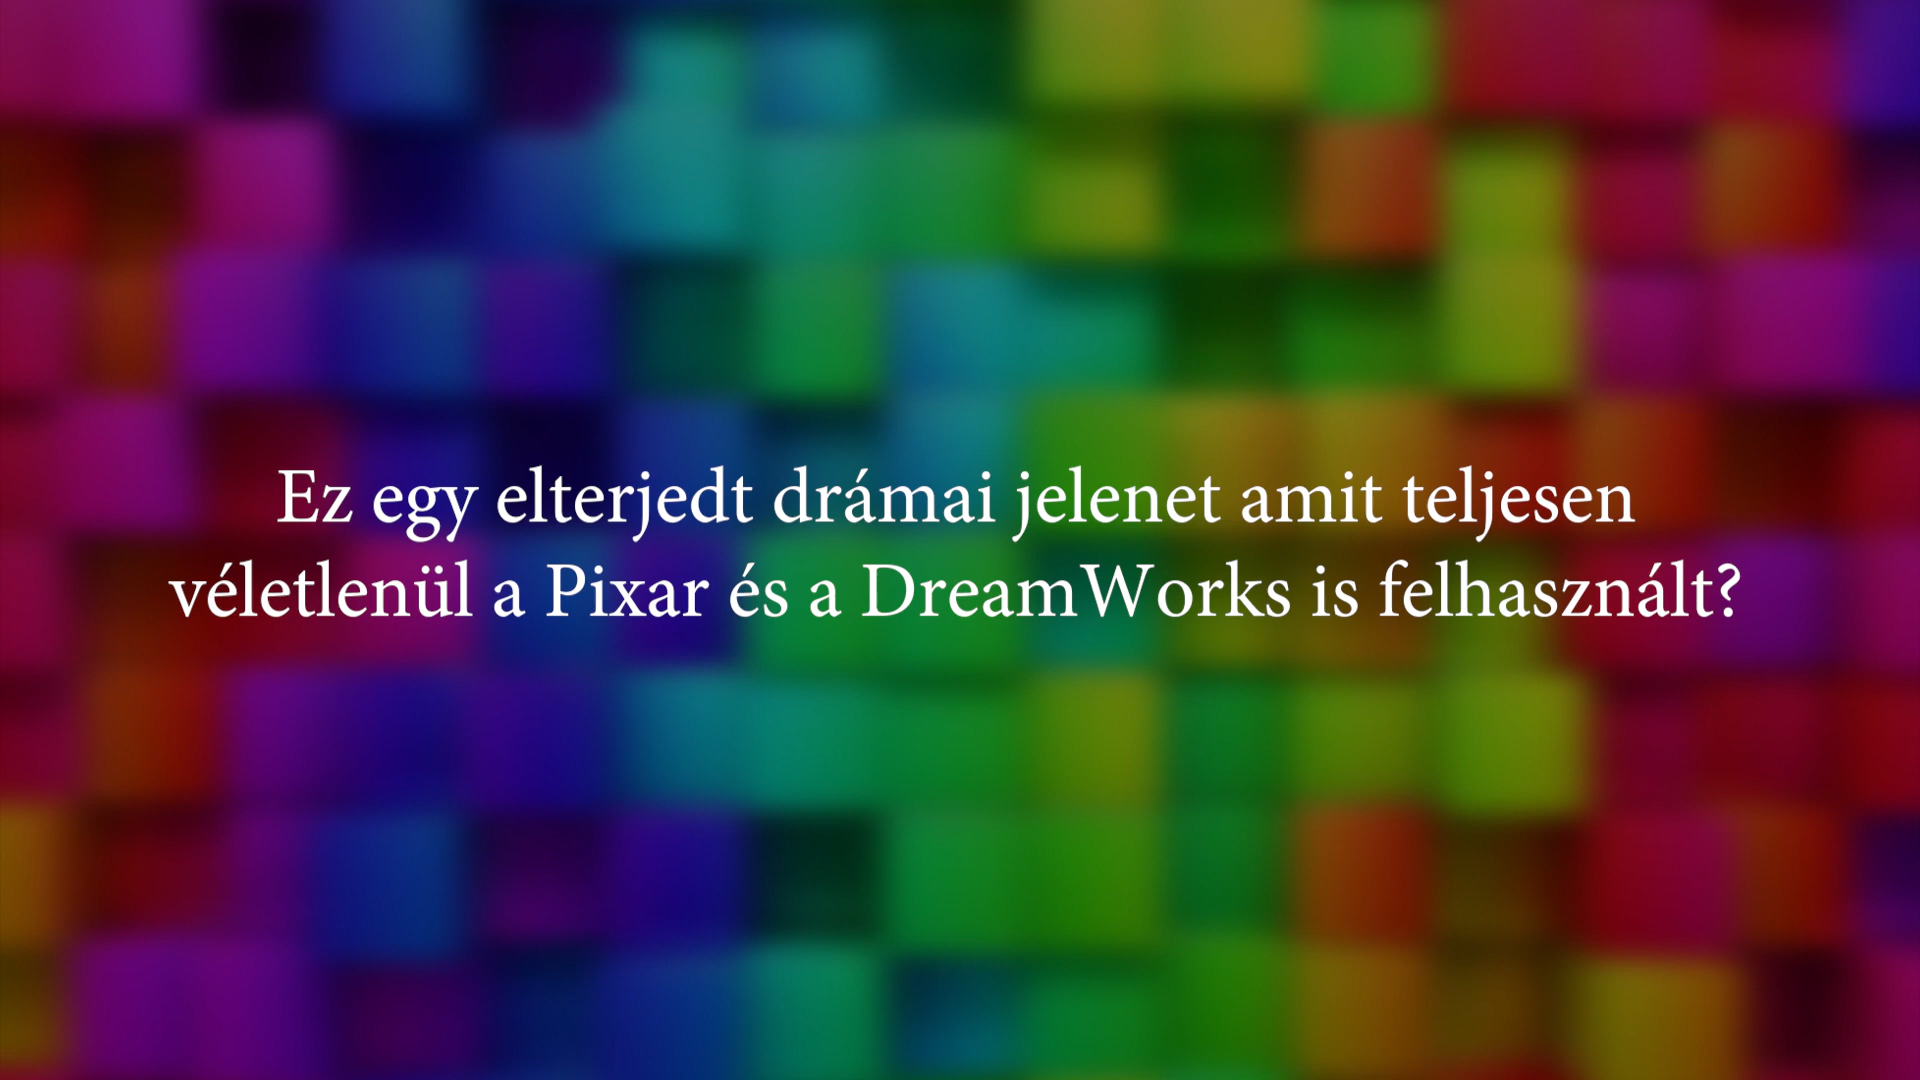 Ez egy elterjedt drámai jelenet amit teljesen
véletlenül a Pixar és a DreamWorks is felhasznált?